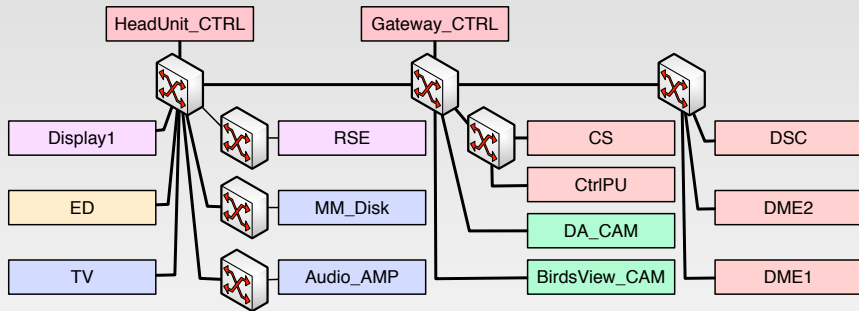 HeadUnit_CTRL
Gateway_CTRL
Display1
RSE
CS
DSC
CtrlPU
ED
MM_Disk
DME2
DA_CAM
TV
Audio_AMP
BirdsView_CAM
DME1